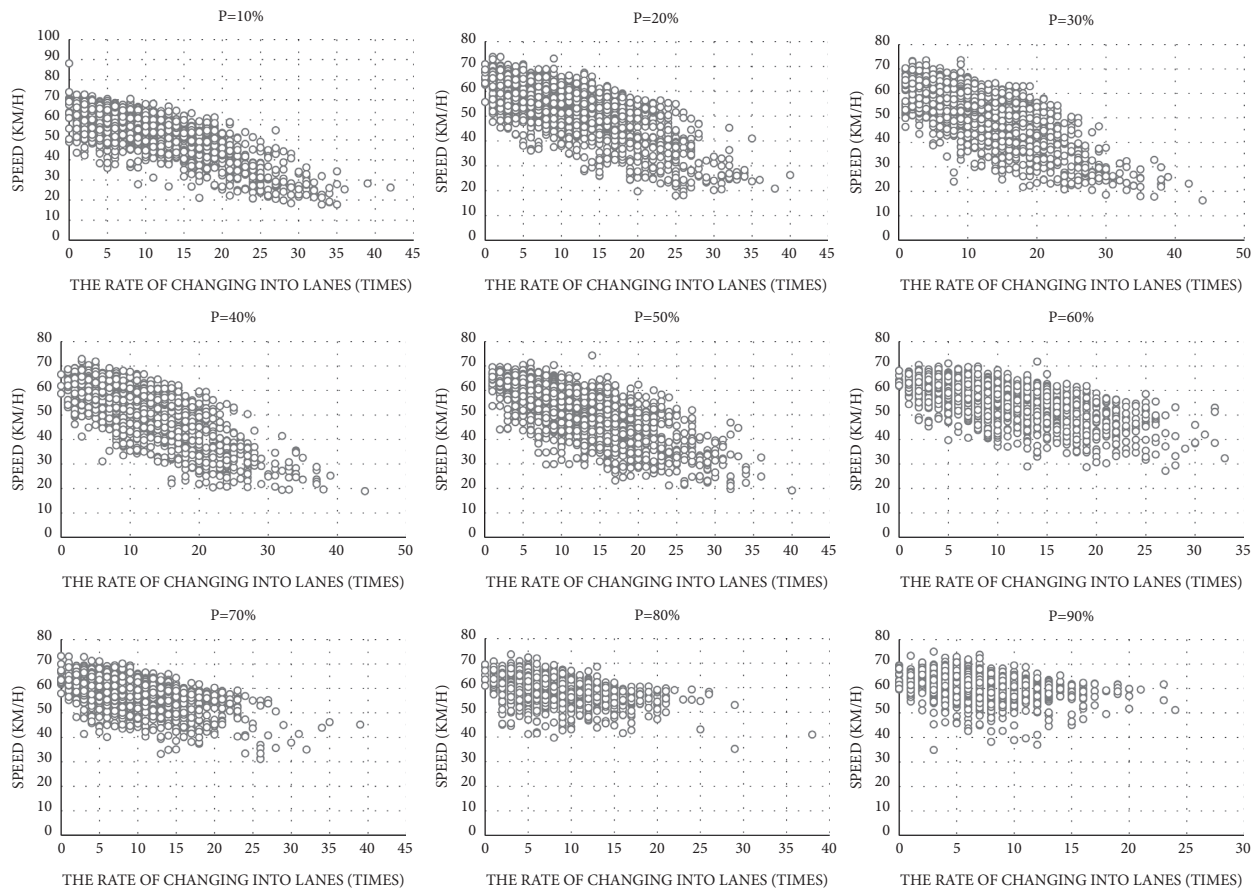 P=10%
100
90
80
70
60
50
40
30
20
10
0
SPEED (KM/H)
0 5 10 15 20 25 30 35 40 45
THE RATE OF CHANGING INTO LANES (TIMES)
P=20%
80
70
60
50
40
30
20
10
0
SPEED (KM/H)
0 5 10 15 20 25 30 35 40 45
THE RATE OF CHANGING INTO LANES (TIMES)
P=30%
80
70
60
50
40
30
20
10
0
SPEED (KM/H)
0 10 20 30 40 50
THE RATE OF CHANGING INTO LANES (TIMES)
P=40%
80
70
60
50
40
30
20
10
0
SPEED (KM/H)
0 10 20 30 40 50
THE RATE OF CHANGING INTO LANES (TIMES)
P=50%
80
70
60
50
40
30
20
10
0
SPEED (KM/H)
0 5 10 15 20 25 30 35 40 45
THE RATE OF CHANGING INTO LANES (TIMES)
P=60%
80
70
60
50
40
30
20
10
0
SPEED (KM/H)
0 5 10 15 20 25 30 35
THE RATE OF CHANGING INTO LANES (TIMES)
P=70%
80
70
60
50
40
30
20
10
0
SPEED (KM/H)
0 5 10 15 20 25 30 35 40 45
THE RATE OF CHANGING INTO LANES (TIMES)
P=80%
80
70
60
50
40
30
20
10
0
SPEED (KM/H)
0 5 10 15 20 25 30 35 40
THE RATE OF CHANGING INTO LANES (TIMES)
P=90%
80
70
60
50
40
30
20
10
0
SPEED (KM/H)
0 5 10 15 20 25 30
THE RATE OF CHANGING INTO LANES (TIMES)